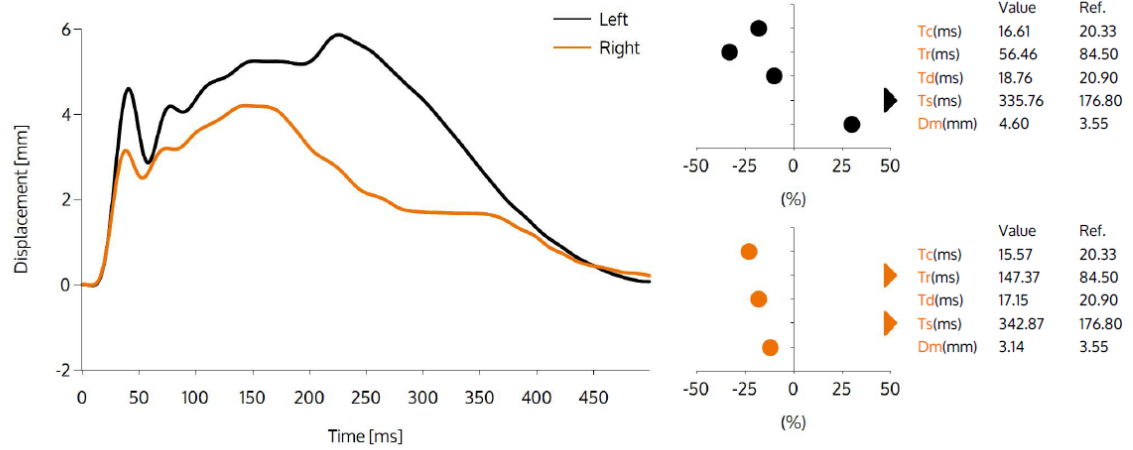 Left
Right
6
4
2
0
-2
Displacement [mm]
0 50 100 150 200 250 300 350 400 450
Time [ms]
Value Ref.
Tc(ms) 16.61 20.33
Tr(ms) 56.46 84.50
Td(ms) 18.76 20.90
Ts(ms) 335.76 176.80
Dm(mm) 4.60 3.55
-50 -25 0 25 50
(%)
Value Ref.
Tc(ms) 15.57 20.33
Tr(ms) 147.37 84.50
Td(ms) 17.15 20.90
Ts(ms) 342.87 176.80
Dm(mm) 3.14 3.55
-50 -25 0 25 50
(%)